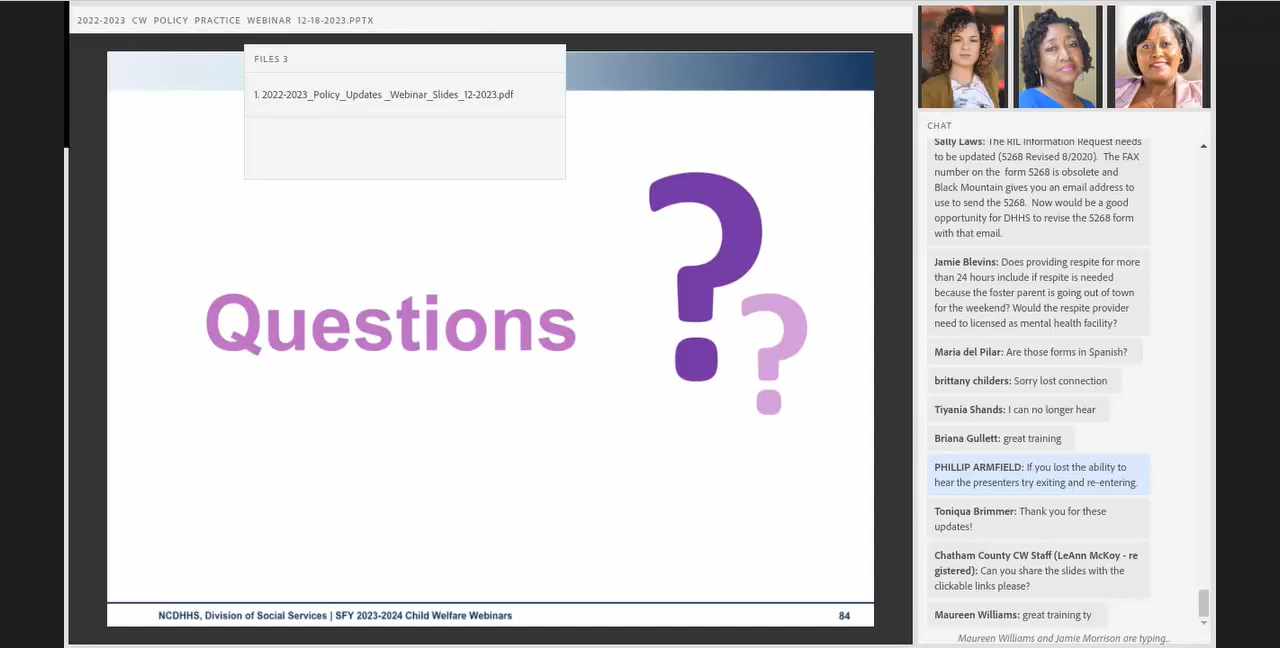 2022-2023 CW POLICY PRACTICE WEBINAR 12-18-2023.PPTX
FILES 3
1. 2022-2023_Policy_Updates _Webinar_Slides_12-2023.pdf
Questions
??
NCDHHS, Division of Social Services | SFY 2023-2024 Child Welfare Webinars
84
CHAT
Sally Laws: The RIL Information Request needs
to be updated (5268 Revised 8/2020). The FAX
number on the form 5268 is obsolete and
Black Mountain gives you an email address to
use to send the 5268. Now would be a good
opportunity for DHHS to revise the 5268 form
with that email.
Jamie Blevins: Does providing respite for more
than 24 hours include if respite is needed
because the foster parent is going out of town
for the weekend? Would the respite provider
need to licensed as mental health facility?
Maria del Pilar: Are those forms in Spanish?
brittany childers: Sorry lost connection
Tiyania Shands: I can no longer hear
Briana Gullett: great training
PHILLIP ARMFIELD: If you lost the ability to
hear the presenters try exiting and re-entering.
Toniqua Brimmer: Thank you for these
updates!
Chatham County CW Staff (LeAnn McKoy - re
gistered): Can you share the slides with the
clickable links please?
Maureen Williams: great training ty
Maureen Williams and Jamie Morrison are typing...